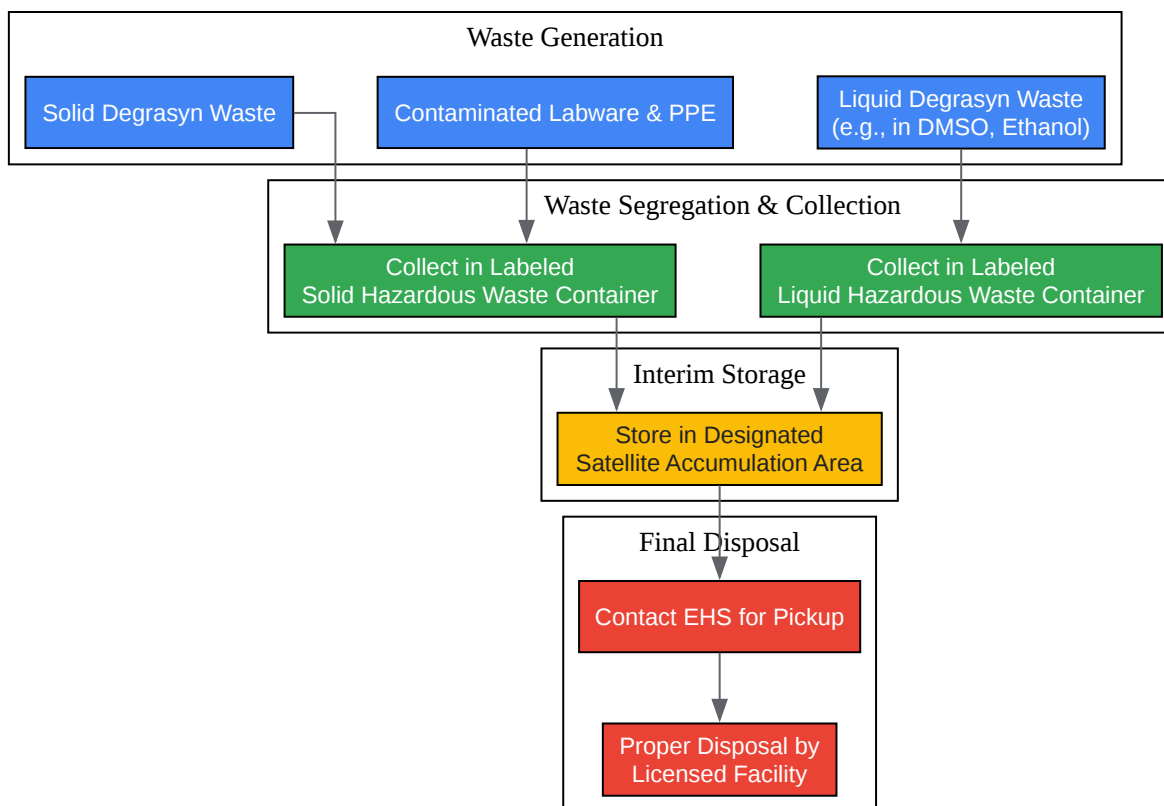 Waste Generation
Solid Degrasyn Waste
Contaminated Labware & PPE
Liquid Degrasyn Waste
(e.g., in DMSO, Ethanol)
Waste Segregation & Collection
Collect in Labeled
Solid Hazardous Waste Container
Collect in Labeled
Liquid Hazardous Waste Container
Interim Storage
Store in Designated
Satellite Accumulation Area
Final Disposal
Contact EHS for Pickup
Proper Disposal by
Licensed Facility